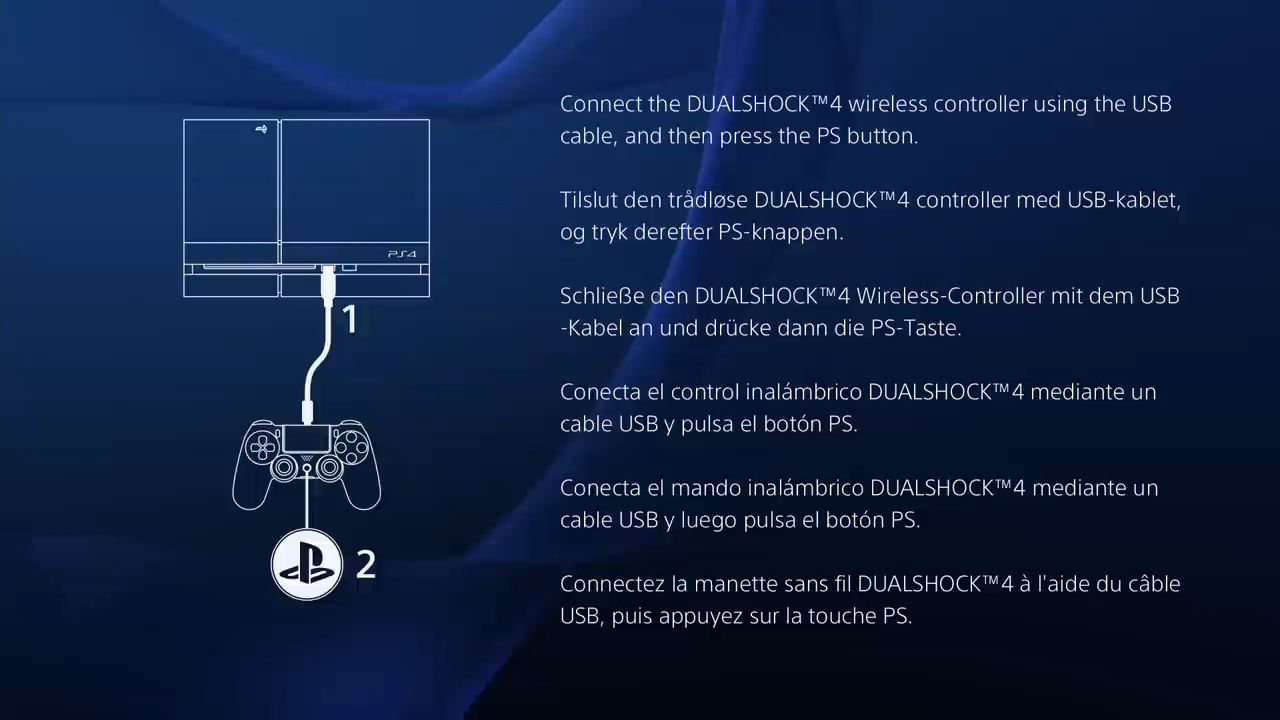 PS4
1
2
Connect the DUALSHOCK™4 wireless controller using the USB
cable, and then press the PS button.
Tilslut den trådløse DUALSHOCK™4 controller med USB-kablet,
og tryk derefter PS-knappen.
Schließe den DUALSHOCK™4 Wireless-Controller mit dem USB
-Kabel an und drücke dann die PS-Taste.
Conecta el control inalámbrico DUALSHOCK™4 mediante un
cable USB y pulsa el botón PS.
Conecta el mando inalámbrico DUALSHOCK™4 mediante un
cable USB y luego pulsa el botón PS.
Connectez la manette sans fil DUALSHOCK™4 à l'aide du câble
USB, puis appuyez sur la touche PS.